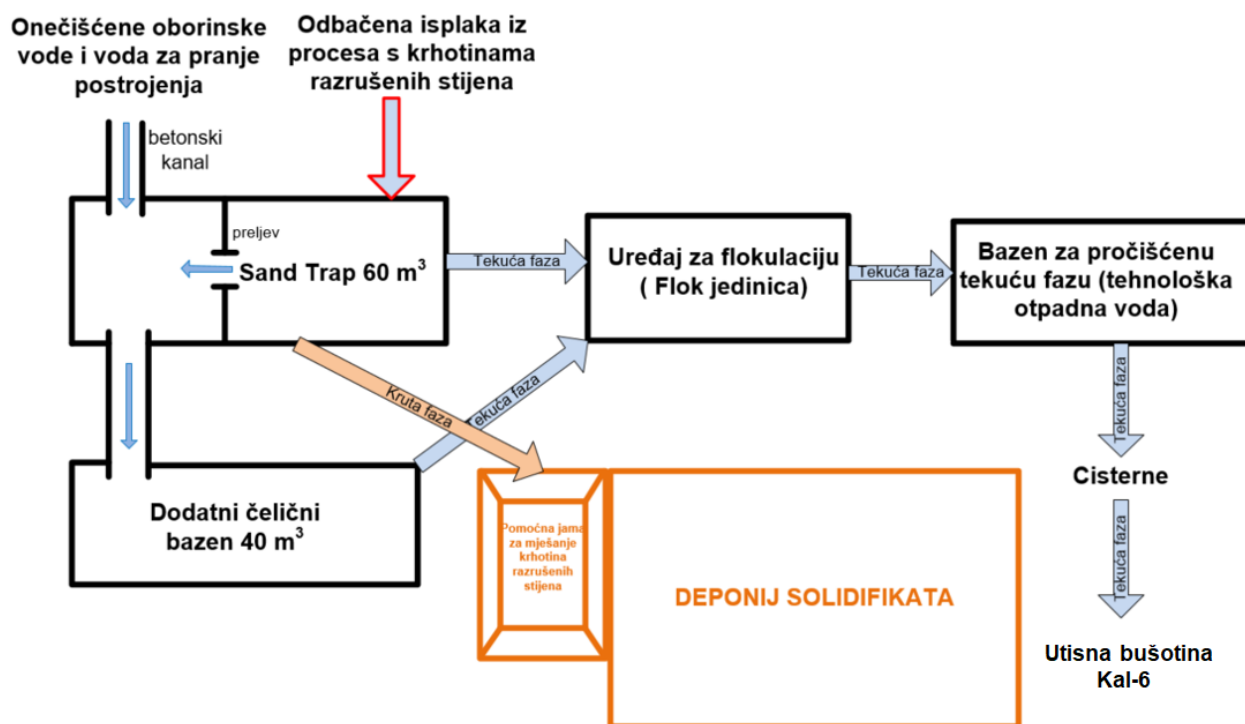 Onečišćene oborinske
vode i voda za pranje
postrojenja
Odbačena isplaka iz
procesa s krhotinama
razrušenih stijena
betonski
kanal
preljev
Sand Trap 60 m³
Tekuća faza
Uređaj za flokulaciju
( Flok jedinica)
Tekuća faza
Bazen za pročišćenu
tekuću fazu (tehnološka
otpadna voda)
Kruta faza
Tekuća faza
Tekuća faza
Dodatni čelični
bazen 40 m³
Cisterne
Pomoćna jama
za mješanje
krhotina
razrušenih
stijena
DEPONIJ SOLIDIFIKATA
Tekuća faza
Utisna bušotina
Kal-6